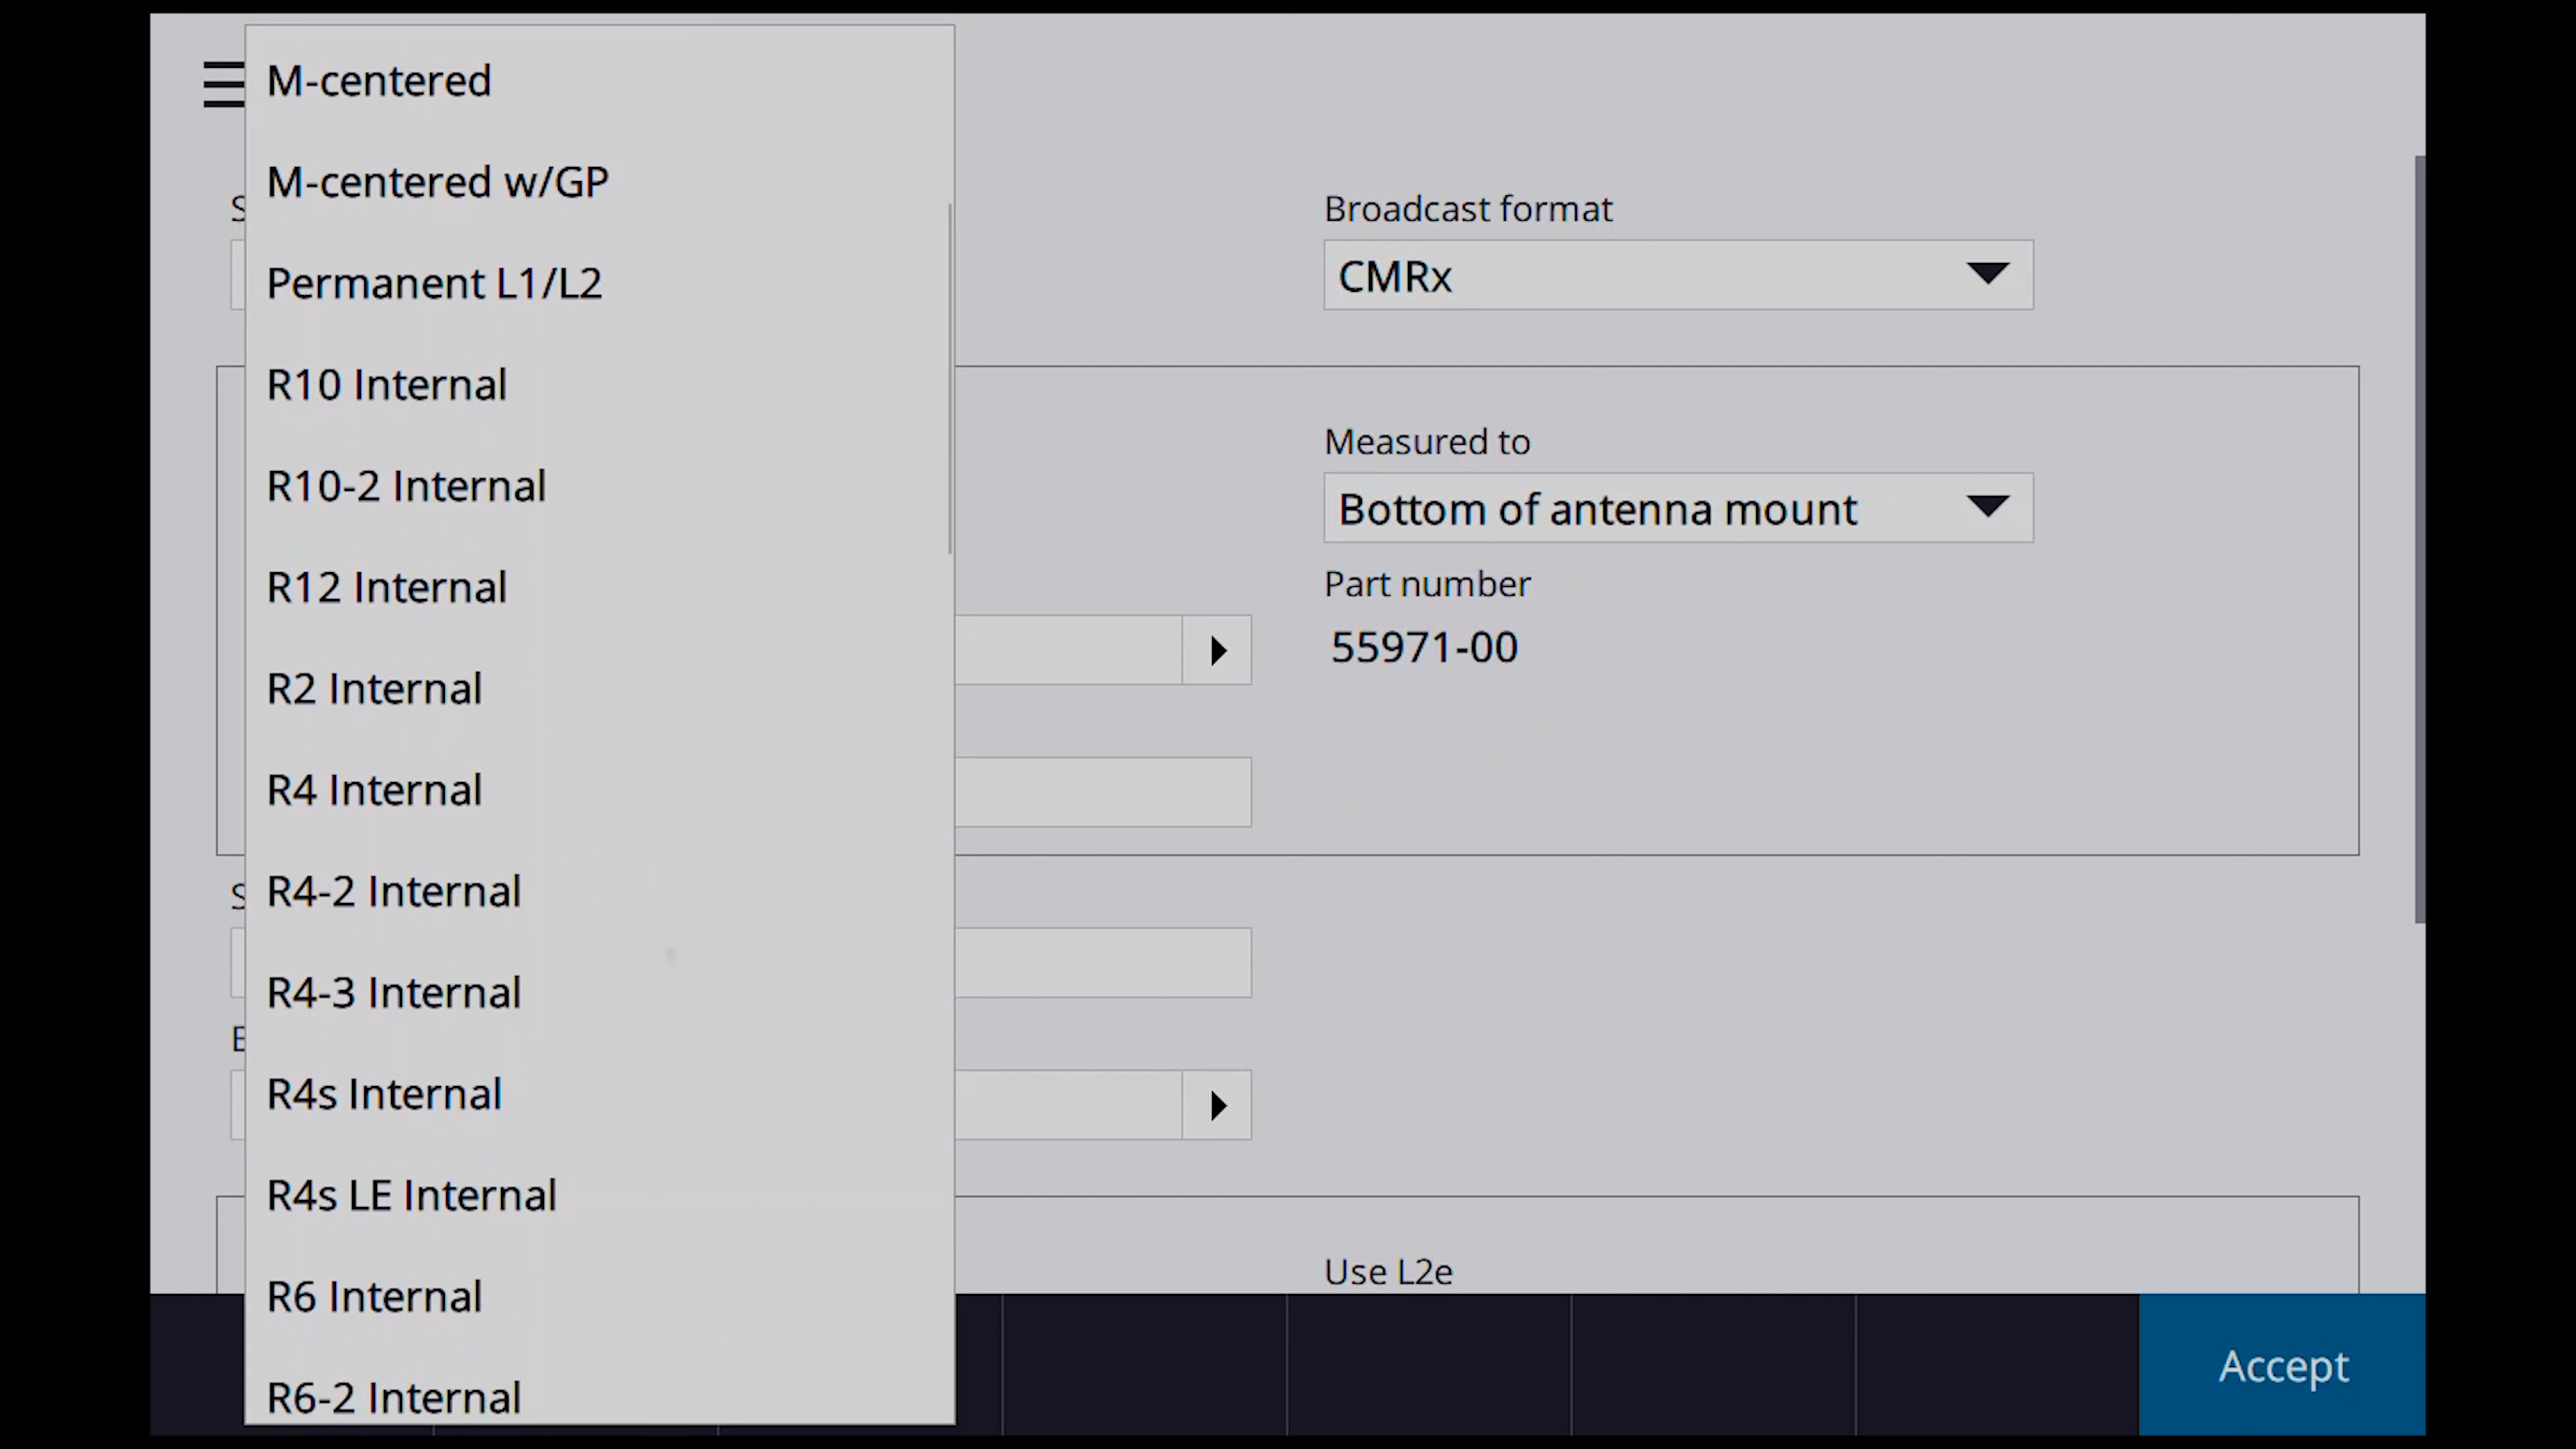 M-centered
M-centered w/GP
Permanent L1/L2
R10 Internal
R10-2 Internal
R12 Internal
R2 Internal
R4 Internal
R4-2 Internal
R4-3 Internal
R4s Internal
R4s LE Internal
R6 Internal
R6-2 Internal
Broadcast format
CMRx
Measured to
Bottom of antenna mount
Part number
55971-00
Use L2e
Accept